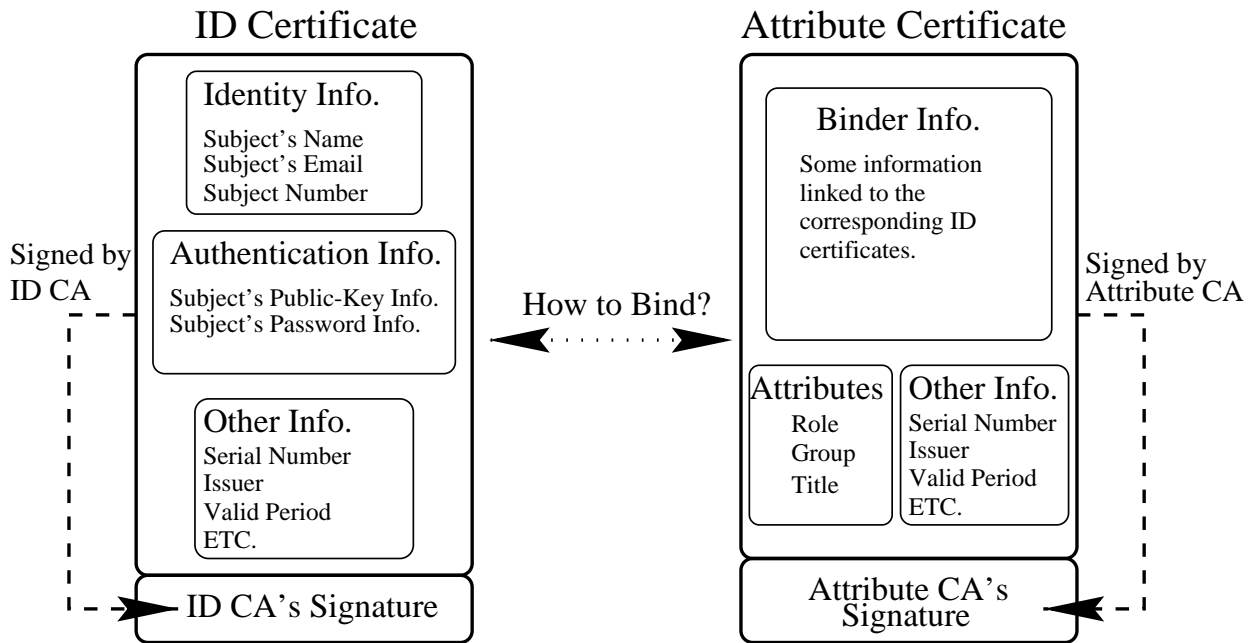 ID Certificate
Identity Info.
Subject's Name
Subject's Email
Subject Number
Authentication Info.
Subject's Public-Key Info.
Subject's Password Info.
Other Info.
Serial Number
Issuer
Valid Period
ETC.
ID CA's Signature
Signed by
ID CA
How to Bind?
Attribute Certificate
Binder Info.
Some information
linked to the
corresponding ID
certificates.
Attributes
Role
Group
Title
Other Info.
Serial Number
Issuer
Valid Period
ETC.
Attribute CA's
Signature
Signed by
Attribute CA